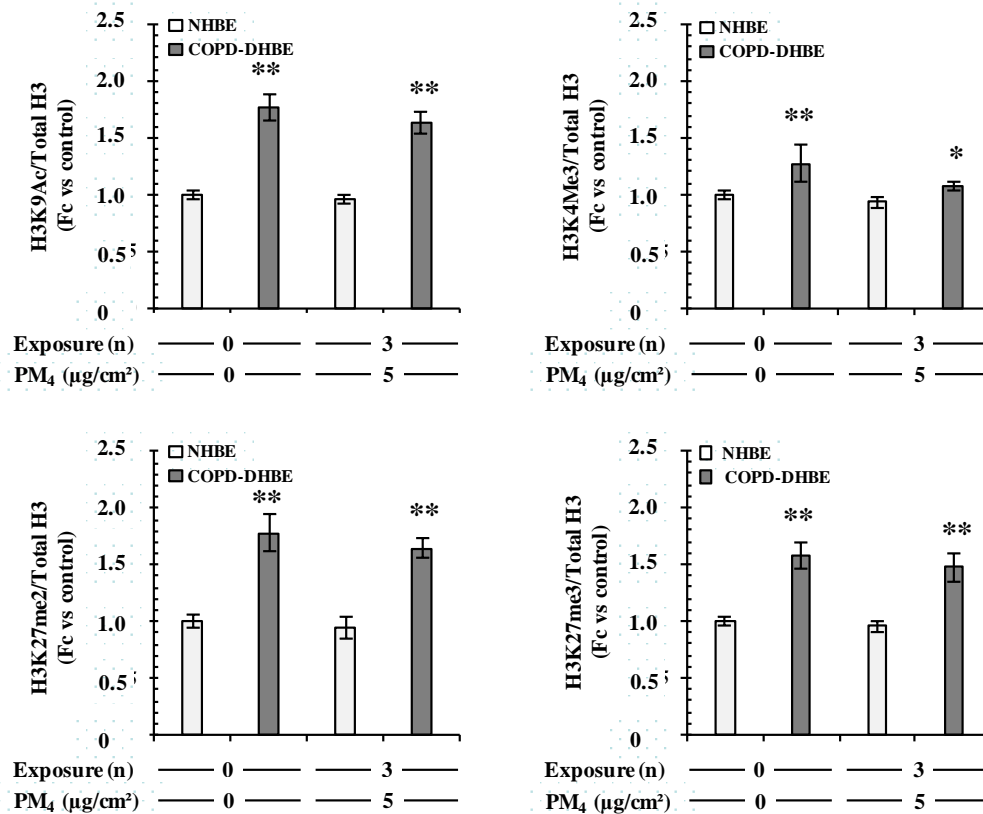 2.5
NHBE
COPD-DHBE
**
**
2.0
1.5
1.0
0.5
0
H3K9Ac/Total H3
(Fc vs control)
Exposure (n) 0 3
PM₄ (µg/cm²) 0 5
2.5
NHBE
COPD-DHBE
**
*
2.0
1.5
1.0
0.5
0
H3K4Me3/Total H3
(Fc vs control)
Exposure (n) 0 3
PM₄ (µg/cm²) 0 5
2.5
NHBE
COPD-DHBE
**
**
2.0
1.5
1.0
0.5
0
H3K27me2/Total H3
(Fc vs control)
Exposure (n) 0 3
PM₄ (µg/cm²) 0 5
2.5
NHBE
COPD-DHBE
**
**
2.0
1.5
1.0
0.5
0
H3K27me3/Total H3
(Fc vs control)
Exposure (n) 0 3
PM₄ (µg/cm²) 0 5